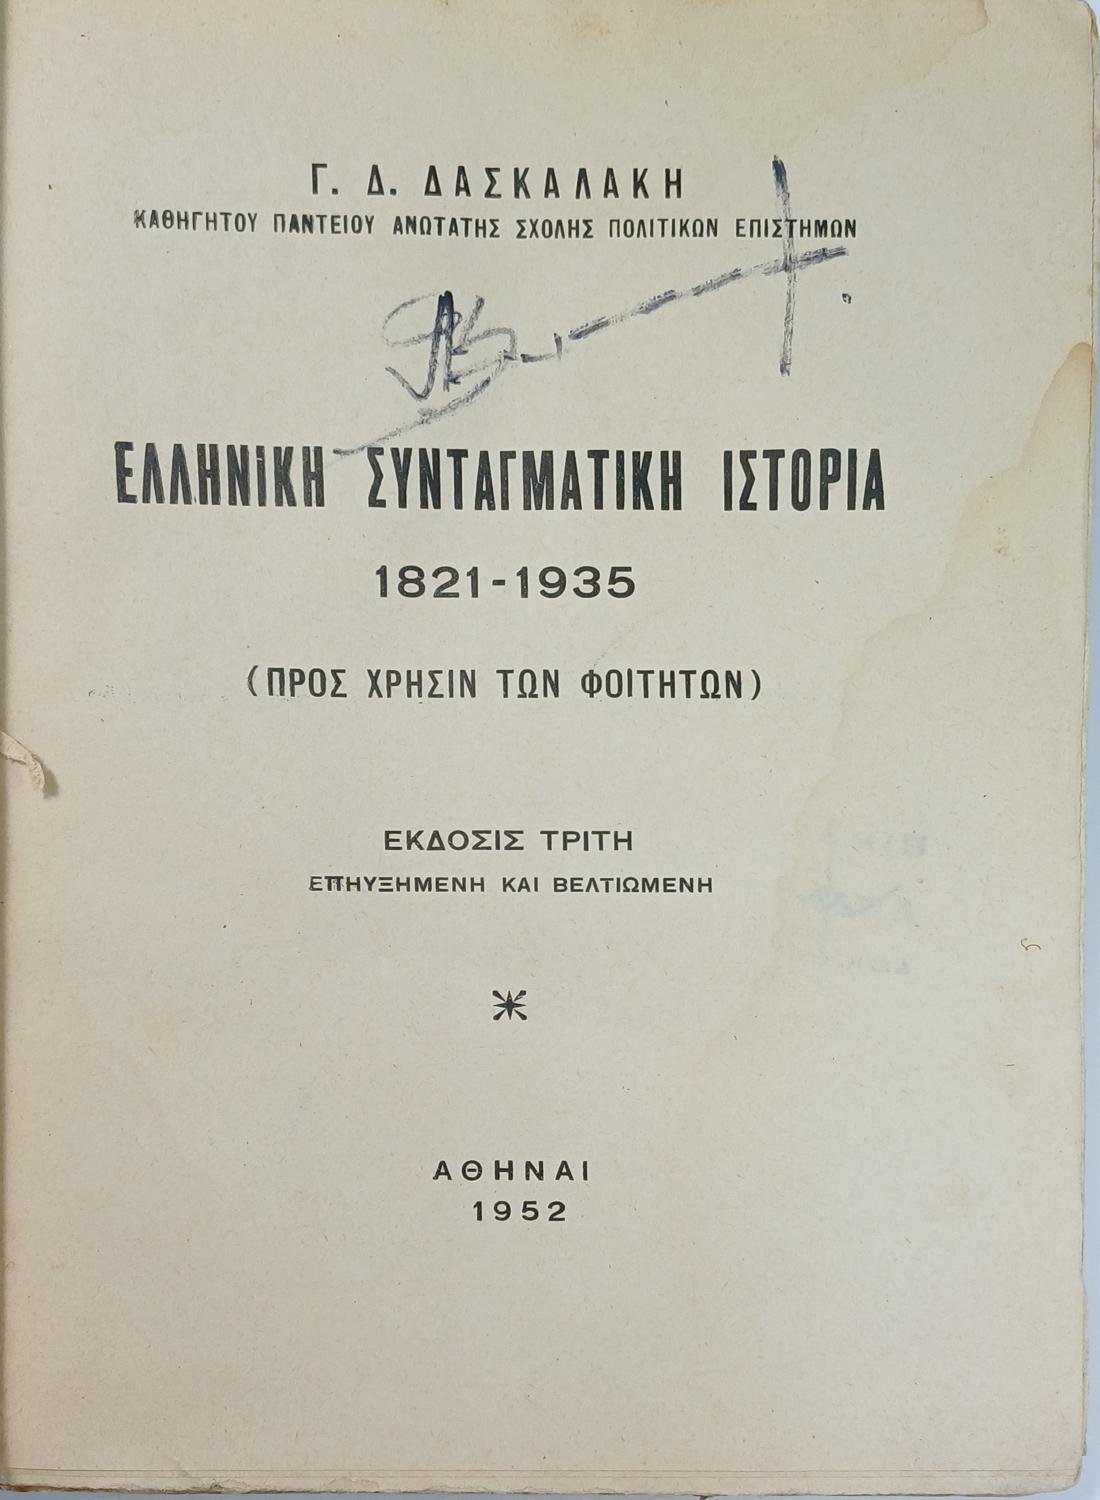 Γ. Δ. ΔΑΣΚΑΛΑΚΗ
ΚΑΘΗΓΗΤΟΥ ΠΑΝΤΕΙΟΥ ΑΝΩΤΑΤΗΣ ΣΧΟΛΗΣ ΠΟΛΙΤΙΚΩΝ ΕΠΙΣΤΗΜΩΝ
ΕΛΛΗΝΙΚΗ ΣΥΝΤΑΓΜΑΤΙΚΗ ΙΣΤΟΡΙΑ
1821-1935
(ΠΡΟΣ ΧΡΗΣΙΝ ΤΩΝ ΦΟΙΤΗΤΩΝ)
ΕΚΔΟΣΙΣ ΤΡΙΤΗ
ΕΠΗΥΞΗΜΕΝΗ ΚΑΙ ΒΕΛΤΙΩΜΕΝΗ
ΑΘΗΝΑΙ
1952